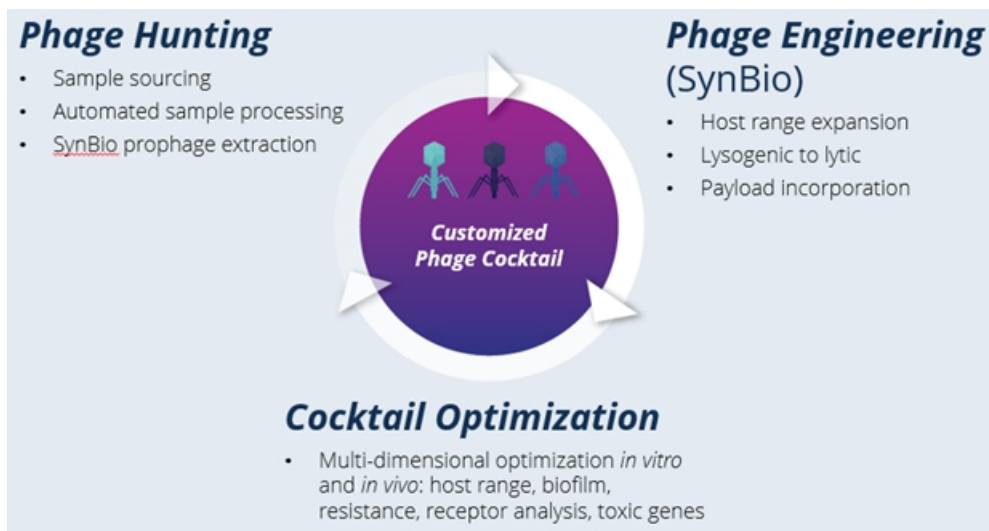 Phage Hunting
• Sample sourcing
• Automated sample processing
• SynBio prophage extraction
Phage Engineering
(SynBio)
• Host range expansion
• Lysogenic to lytic
• Payload incorporation
Customized
Phage Cocktail
Cocktail Optimization
• Multi-dimensional optimization in vitro
and in vivo: host range, biofilm,
resistance, receptor analysis, toxic genes